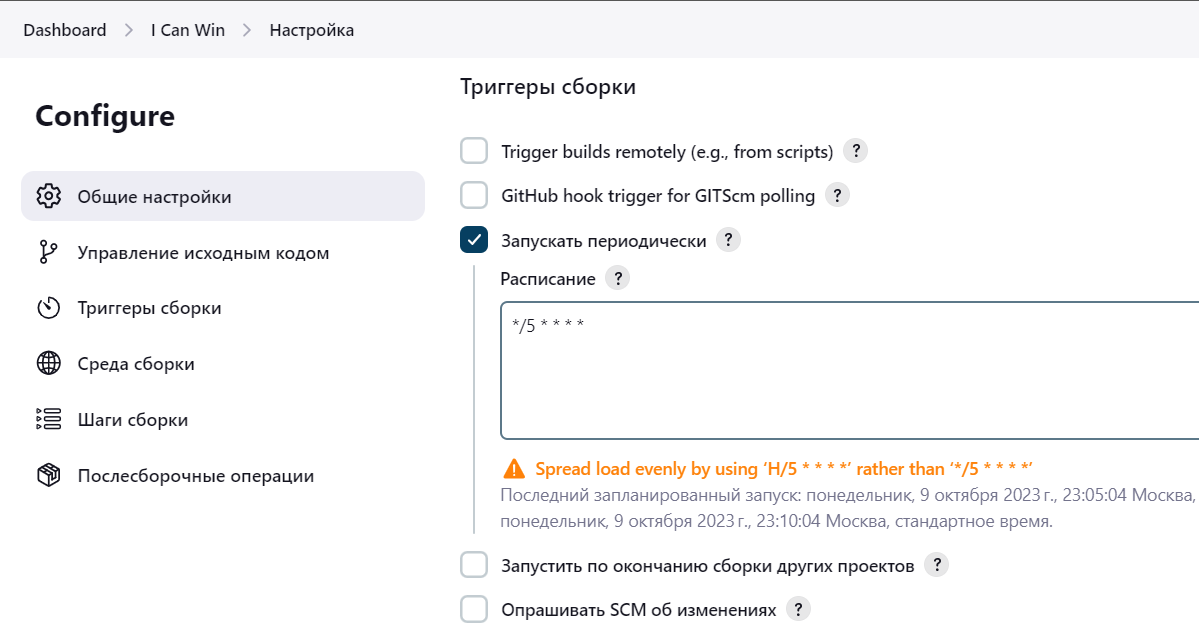 Dashboard > I Can Win > Настройка
Configure
Общие настройки
Управление исходным кодом
Триггеры сборки
Среда сборки
Шаги сборки
Послесборочные операции
Триггеры сборки
Trigger builds remotely (e.g., from scripts) ?
GitHub hook trigger for GITScm polling ?
Запускать периодически ?
Расписание ?
*/5 * * * *
Spread load evenly by using ‘H/5 * * * *’ rather than ‘*/5 * * * *’
Последний запланированный запуск: понедельник, 9 октября 2023 г., 23:05:04 Москва,
понедельник, 9 октября 2023 г., 23:10:04 Москва, стандартное время.
Запустить по окончанию сборки других проектов ?
Опрашивать SCM об изменениях ?